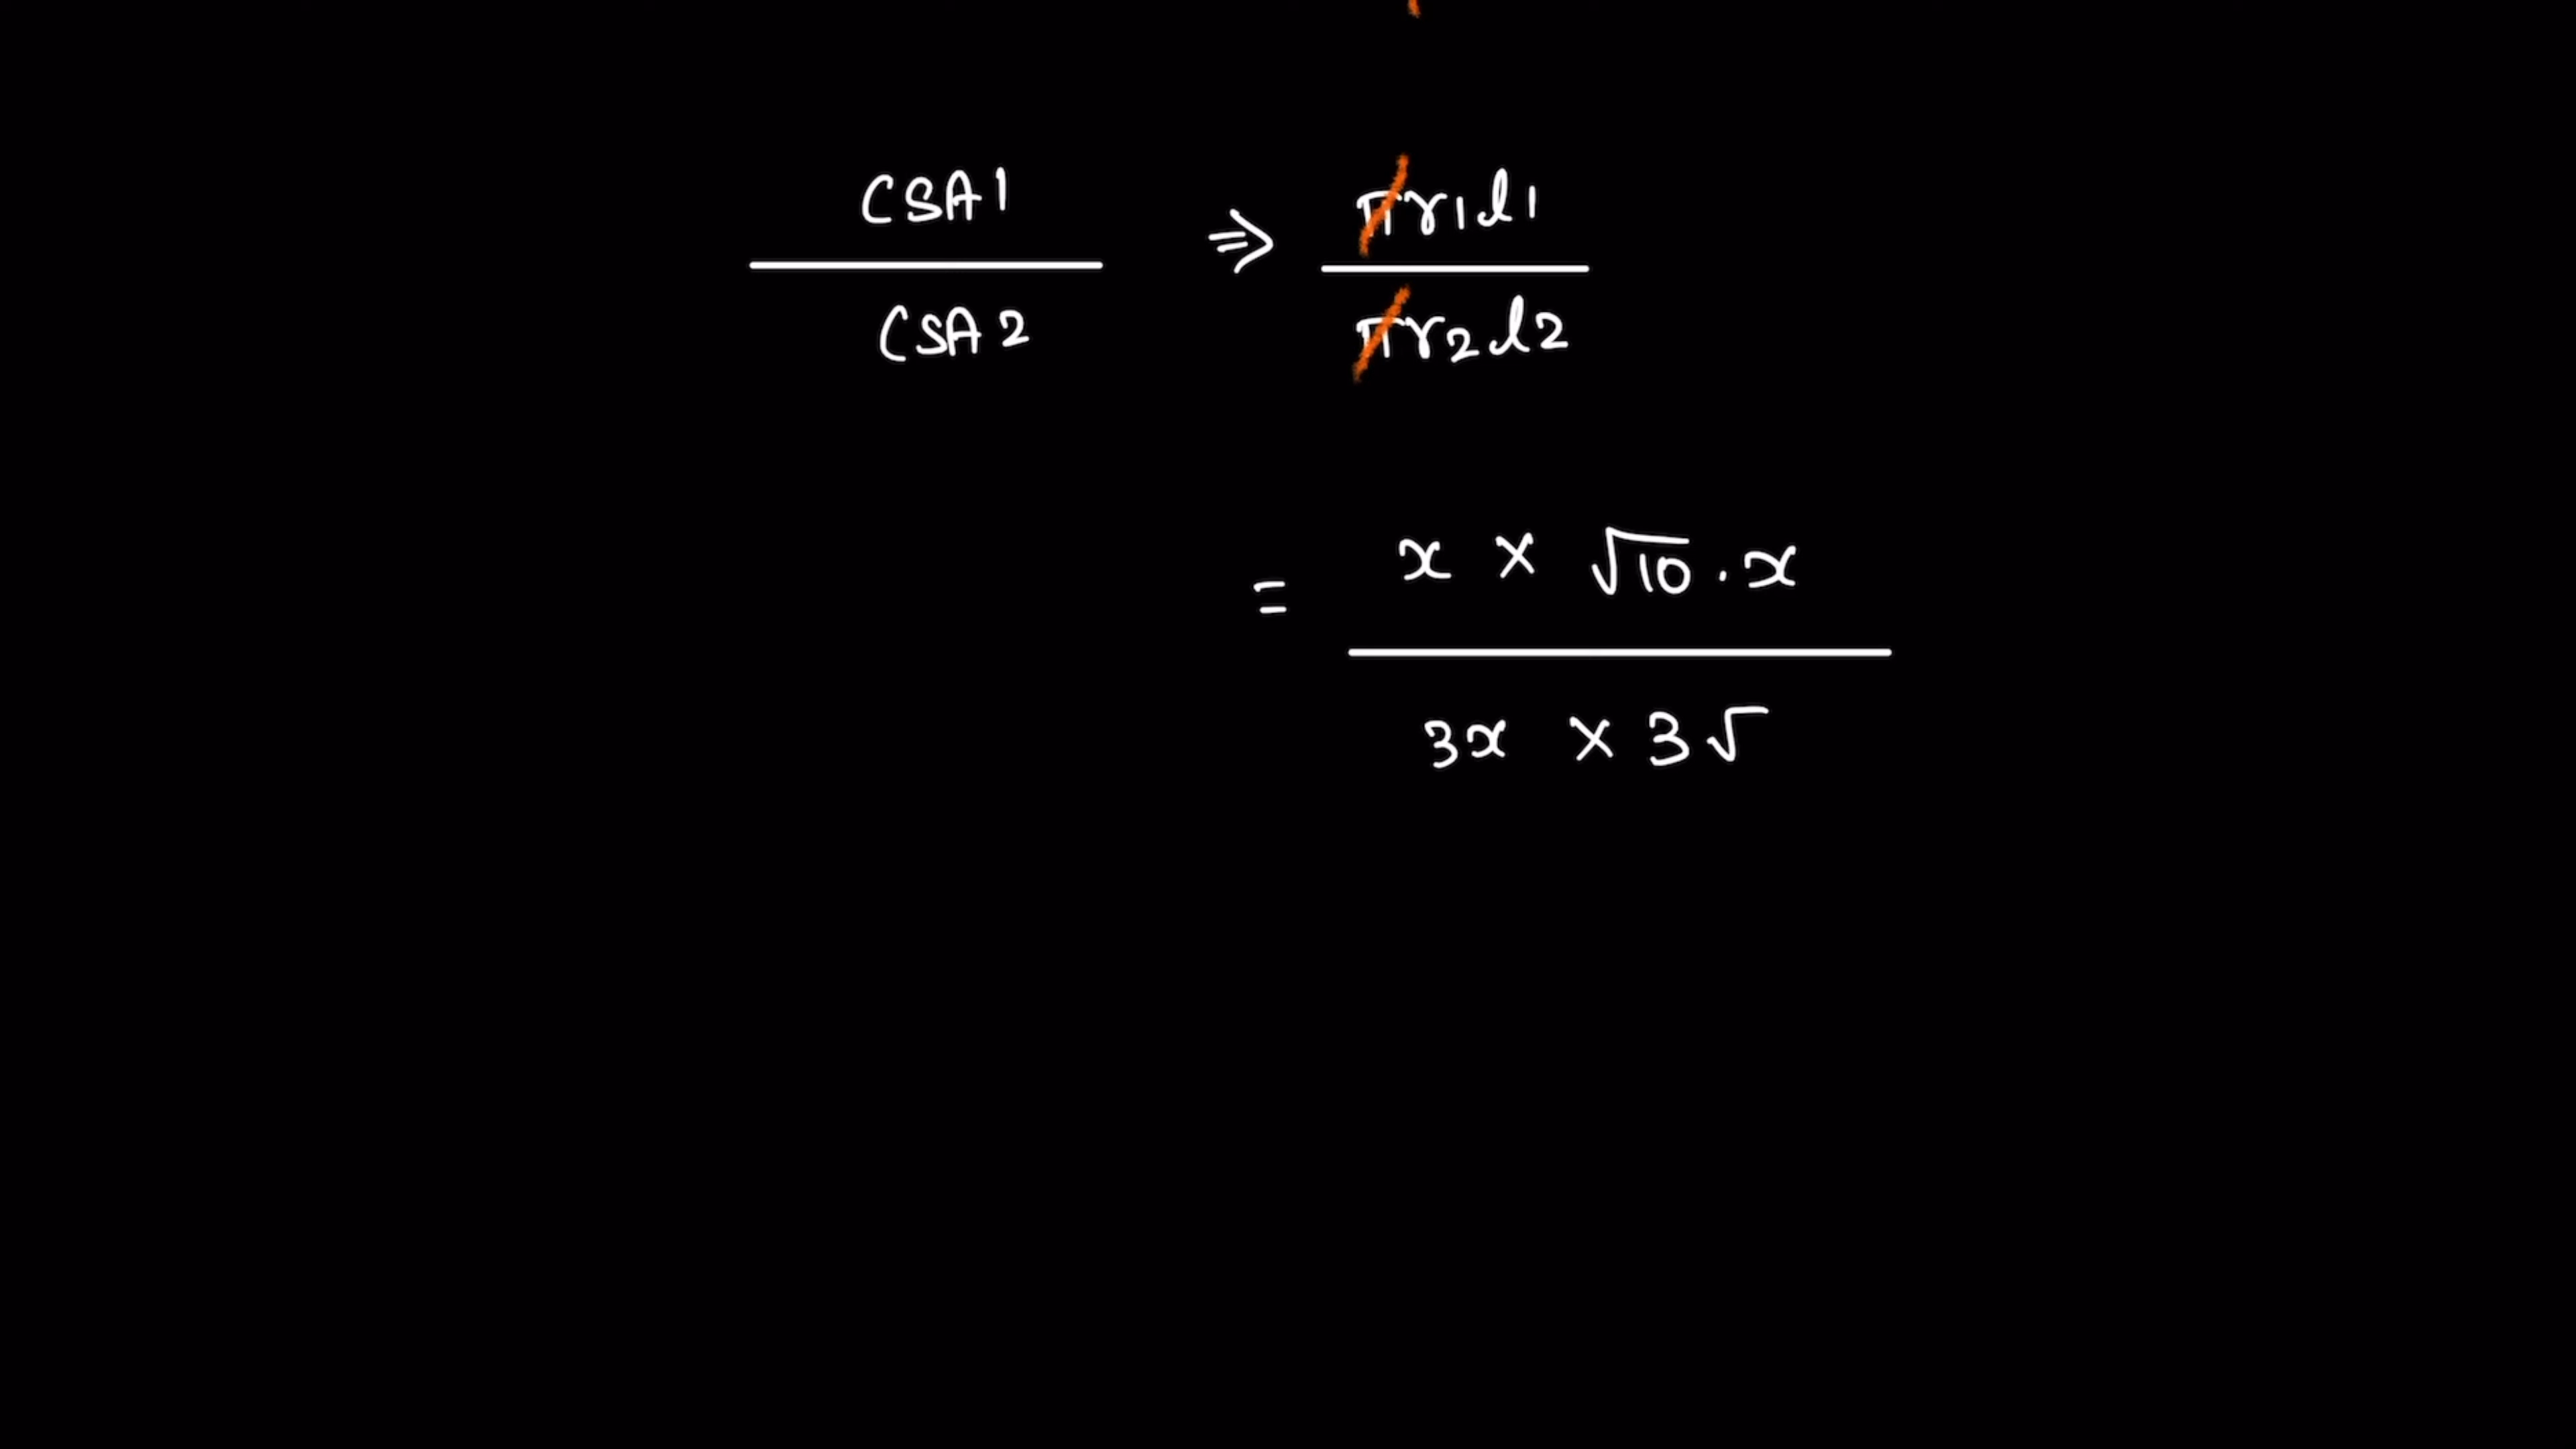 CSA1 ⇒ πr1l1
CSA2 πr2l2
= x × √10 . x
3x × 3√